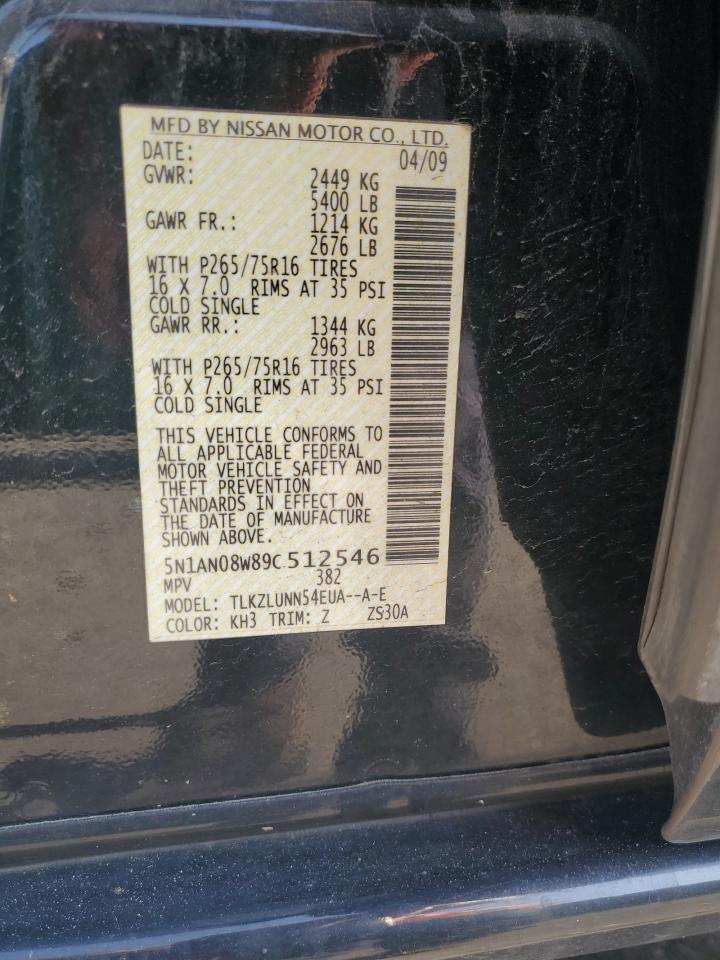 MFD BY NISSAN MOTOR CO., LTD.
DATE: 04/09
GVWR: 2449 KG
5400 LB
GAWR FR.: 1214 KG
2676 LB
WITH P265/75R16 TIRES
16 X 7.0 RIMS AT 35 PSI
COLD SINGLE
GAWR RR.: 1344 KG
2963 LB
WITH P265/75R16 TIRES
16 X 7.0 RIMS AT 35 PSI
COLD SINGLE
THIS VEHICLE CONFORMS TO
ALL APPLICABLE FEDERAL
MOTOR VEHICLE SAFETY AND
THEFT PREVENTION
STANDARDS IN EFFECT ON
THE DATE OF MANUFACTURE
SHOWN ABOVE.
5N1AN08W89C512546
MPV 382
MODEL: TLKZLUNN54EUA--A-E
COLOR: KH3 TRIM: Z ZS30A